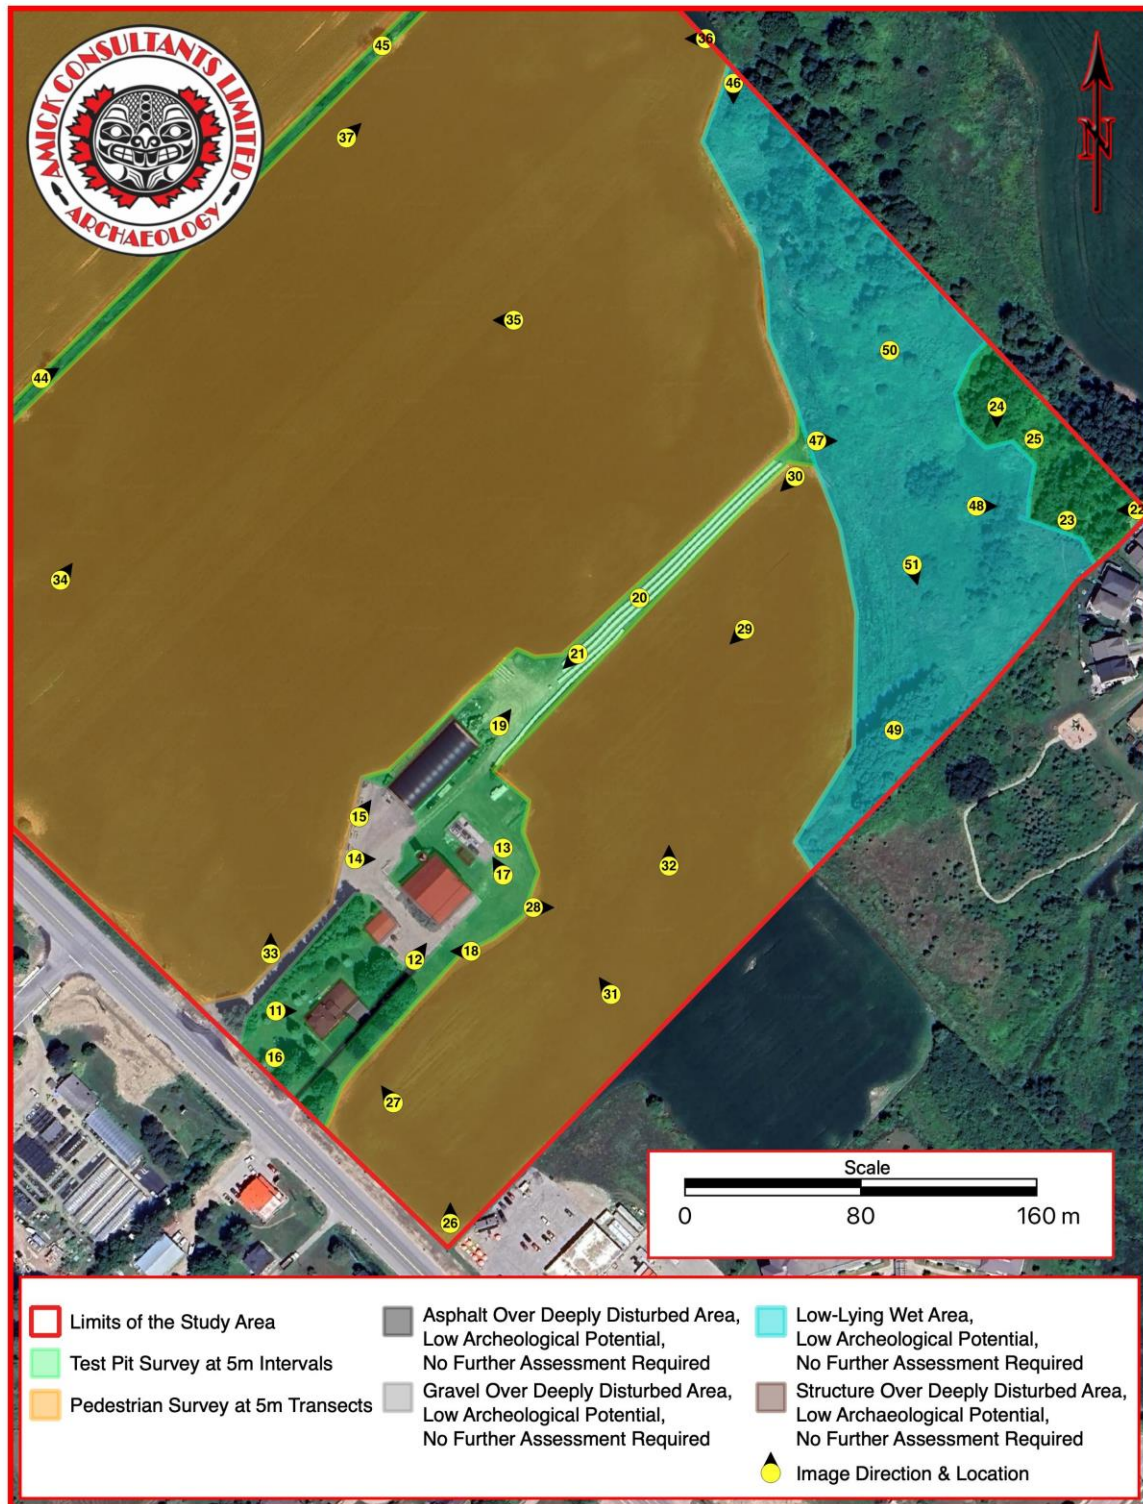 AMICK CONSULTANTS LIMITED
ARCHAEOLOGY
N
45
36
46
37
35
50
44
24
25
47
30
48
22
23
34
51
20
29
21
19
49
15
13
14
32
17
28
33
18
12
31
11
16
27
26
Scale
0 80 160 m
Limits of the Study Area
Test Pit Survey at 5m Intervals
Pedestrian Survey at 5m Transects
Asphalt Over Deeply Disturbed Area,
Low Archeological Potential,
No Further Assessment Required
Gravel Over Deeply Disturbed Area,
Low Archeological Potential,
No Further Assessment Required
Low-Lying Wet Area,
Low Archeological Potential,
No Further Assessment Required
Structure Over Deeply Disturbed Area,
Low Archaeological Potential,
No Further Assessment Required
Image Direction & Location